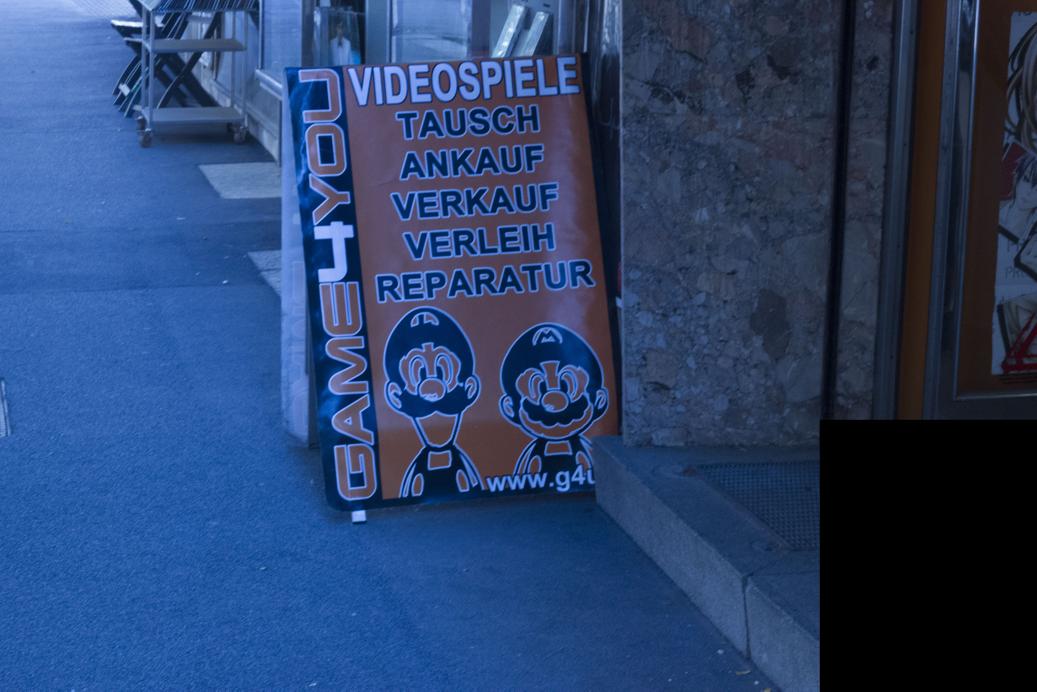 GAME4YOU
VIDEOSPIELE
TAUSCH
ANKAUF
VERKAUF
VERLEIH
REPARATUR
www.g4u